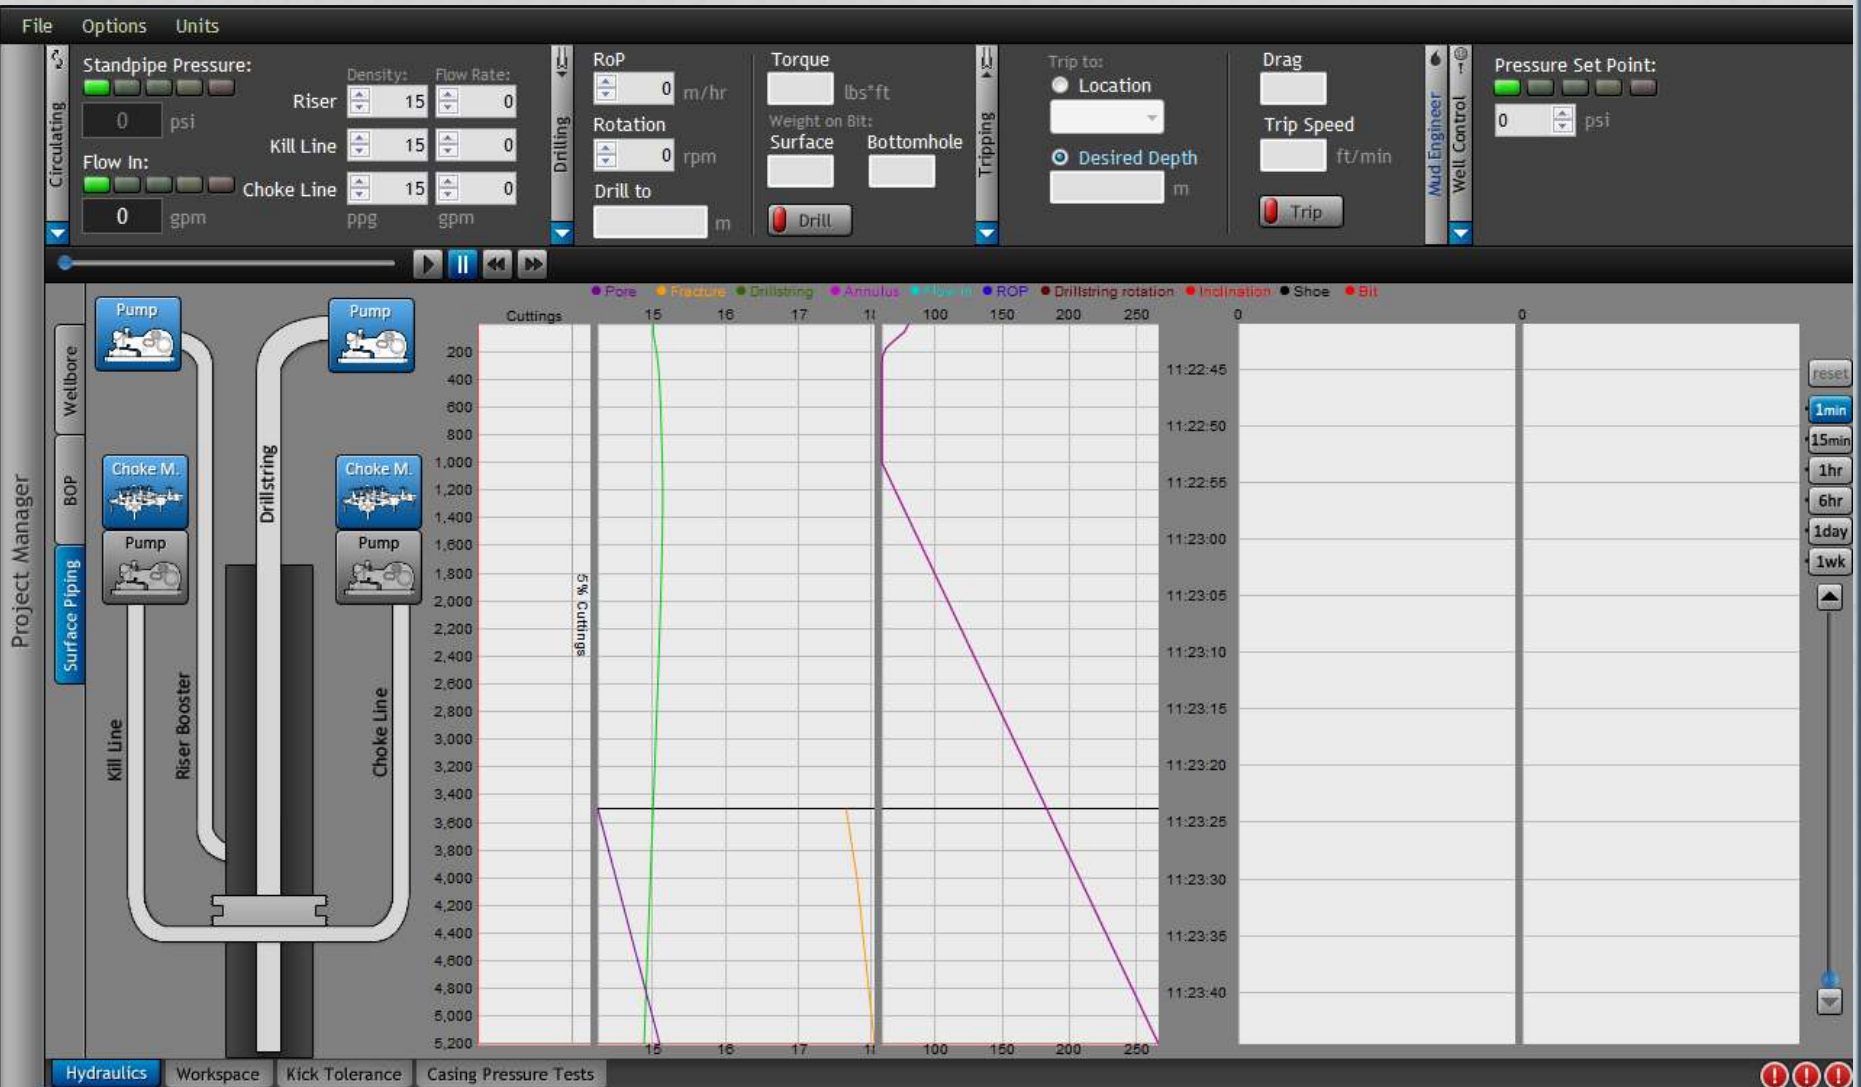 File Options Units
Project Manager
Circulating
Standpipe Pressure:
0 psi
Flow In:
0 gpm
Density: Flow Rate:
Riser 15 0
Kill Line 15 0
Choke Line 15 0
ppg gpm
Drilling
RoP
0 m/hr
Rotation
0 rpm
Drill to
m
Torque
lbs*ft
Weight on Bit:
Surface Bottomhole
Drill
Tripping
Trip to:
Location
Desired Depth
m
Drag
Trip Speed
ft/min
Trip
Mud Engineer
Well Control
Pressure Set Point:
0 psi
Wellbore
BOP
Surface Piping
Pump
Pump
Choke M.
Pump
Choke M.
Pump
Drillstring
Kill Line
Riser Booster
Choke Line
Pore Fracture Drillstring Annulus Flow In ROP Drillstring rotation Inclination Shoe Bit
Cuttings 15 16 17 100 150 200 250 0 0
200
400
600
800
1,000
1,200
1,400
1,600
1,800
2,000
2,200
2,400
2,600
2,800
3,000
3,200
3,400
3,600
3,800
4,000
4,200
4,400
4,600
4,800
5,000
5,200
5 % Cuttings
15 16 17 100 150 200 250
11:22:45
11:22:50
11:22:55
11:23:00
11:23:05
11:23:10
11:23:15
11:23:20
11:23:25
11:23:30
11:23:35
11:23:40
reset
1min
15min
1hr
6hr
1day
1wk
Hydraulics Workspace Kick Tolerance Casing Pressure Tests